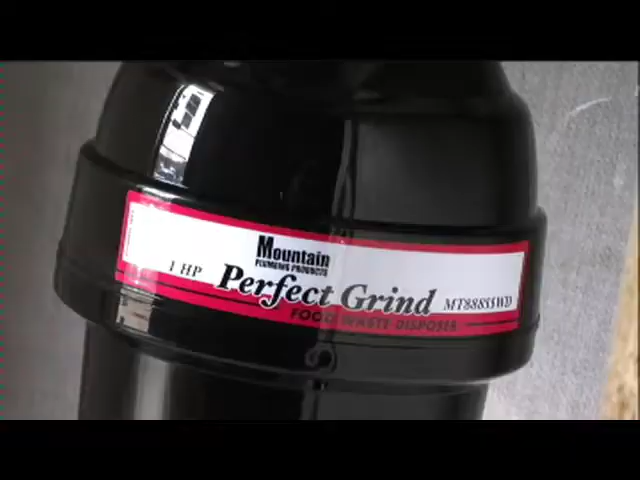 Mountain
PLUMBING PRODUCTS
1 HP
Perfect Grind
MT888SSWD
FOOD WASTE DISPOSER